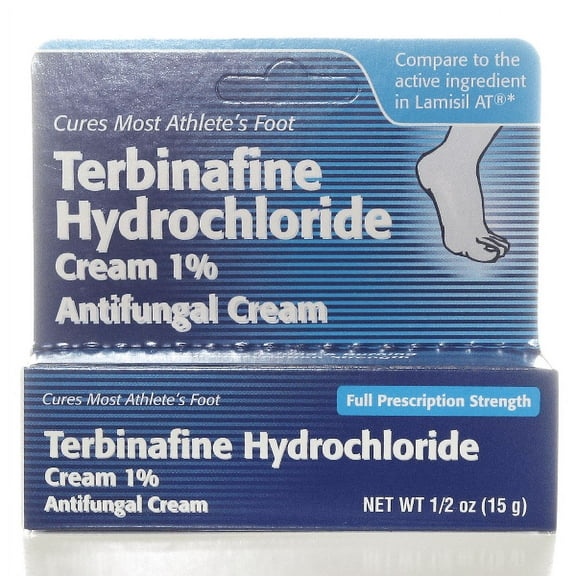 Compare to the
active ingredient
in Lamisil AT®*
Cures Most Athlete's Foot
Terbinafine
Hydrochloride
Cream 1%
Antifungal Cream
Cures Most Athlete's Foot
Full Prescription Strength
Terbinafine Hydrochloride
Cream 1%
Antifungal Cream
NET WT 1/2 oz (15 g)